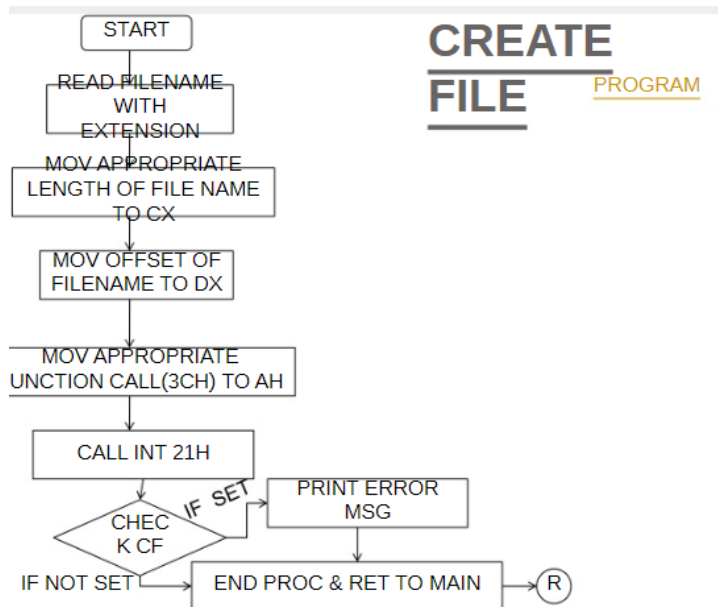 START
CREATE
FILE
PROGRAM
READ FILENAME
WITH
EXTENSION
MOV APPROPRIATE
LENGTH OF FILE NAME
TO CX
MOV OFFSET OF
FILENAME TO DX
MOV APPROPRIATE
UNCTION CALL(3CH) TO AH
CALL INT 21H
IF SET
PRINT ERROR
MSG
CHEC
K CF
IF NOT SET
END PROC & RET TO MAIN
R